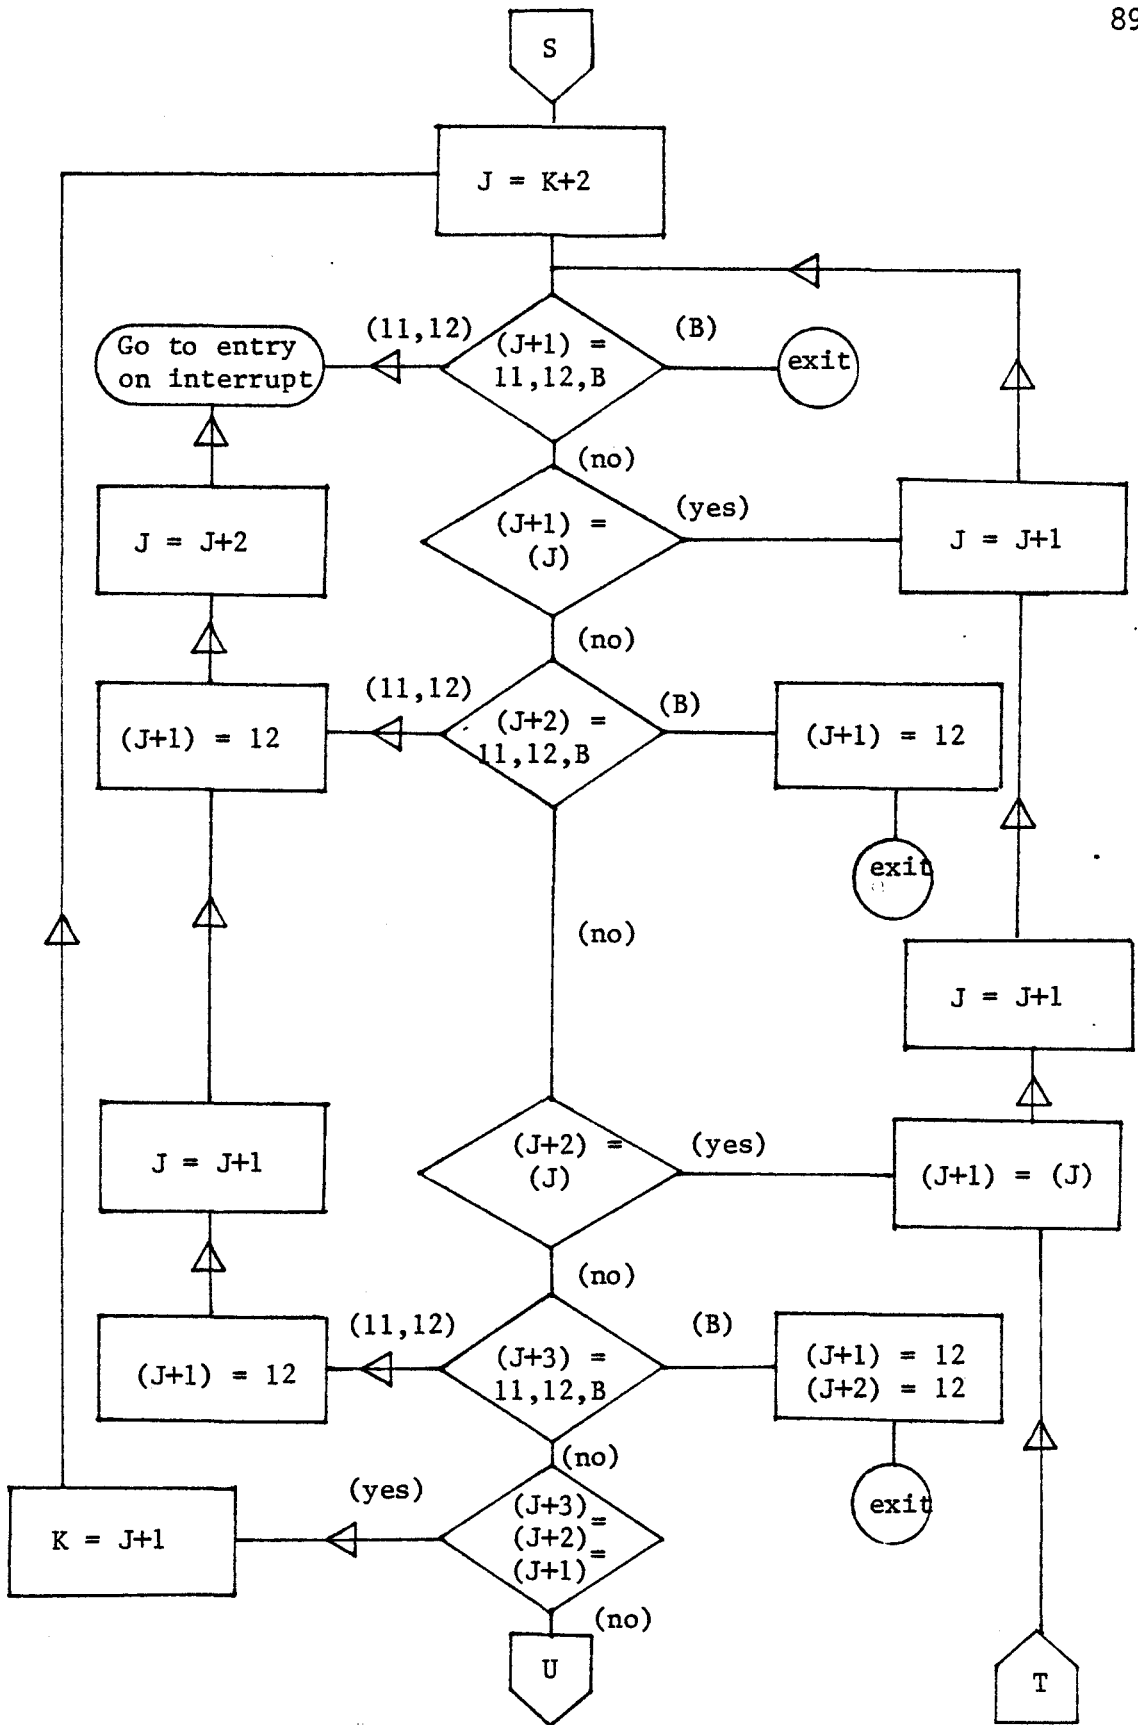 89
S
J = K+2
(11,12)
(B)
Go to entry
on interrupt
(J+1) =
11,12,B
exit
(no)
(yes)
J = J+2
(J+1) =
(J)
J = J+1
(no)
(11,12)
(B)
(J+1) = 12
(J+2) =
11,12,B
(J+1) = 12
exit
(no)
J = J+1
J = J+1
(J+2) =
(J)
(yes)
(J+1) = (J)
(no)
(11,12)
(B)
(J+1) = 12
(J+3) =
11,12,B
(J+1) = 12
(J+2) = 12
(no)
(yes)
exit
K = J+1
(J+3)=
(J+2)=
(J+1)
(no)
U
T